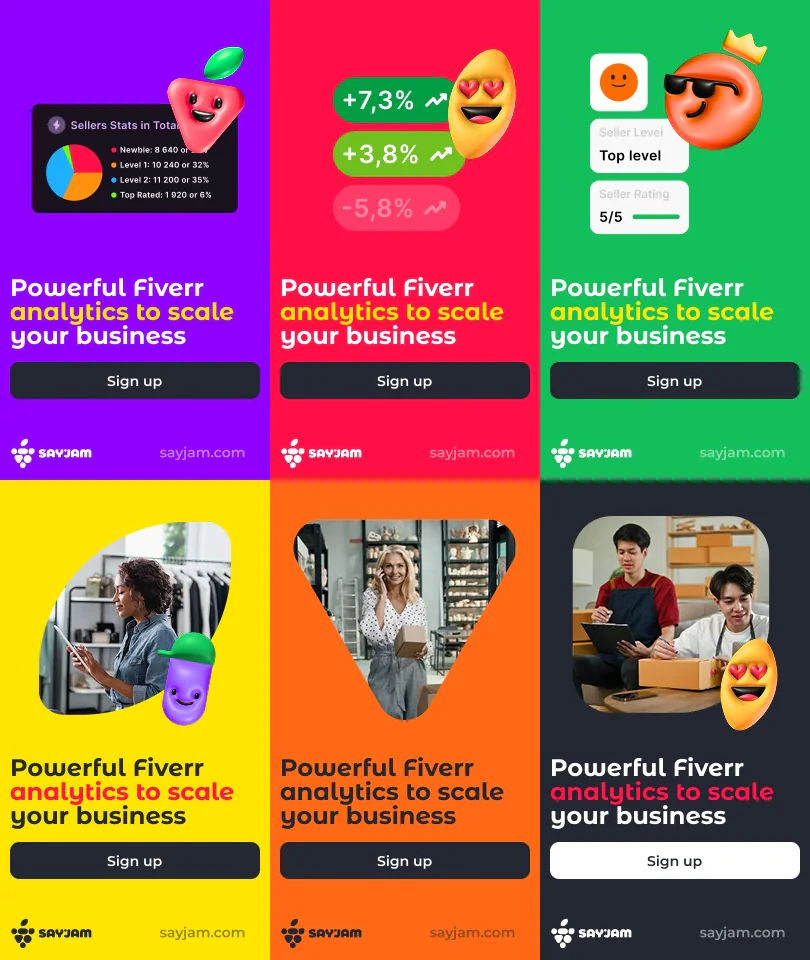 Sellers Stats in Total
Newbie: 8 640 or
Level 1: 10 240 or 32%
Level 2: 11 200 or 35%
Top Rated: 1 920 or 6%
Powerful Fiverr
analytics to scale
your business
Sign up
SAYJAM
sayjam.com
+7,3%
+3,8%
-5,8%
Powerful Fiverr
analytics to scale
your business
Sign up
SAYJAM
sayjam.com
Seller Level
Top level
Seller Rating
5/5
Powerful Fiverr
analytics to scale
your business
Sign up
SAYJAM
sayjam.com
Powerful Fiverr
analytics to scale
your business
Sign up
SAYJAM
sayjam.com
Powerful Fiverr
analytics to scale
your business
Sign up
SAYJAM
sayjam.com
Powerful Fiverr
analytics to scale
your business
Sign up
SAYJAM
sayjam.com